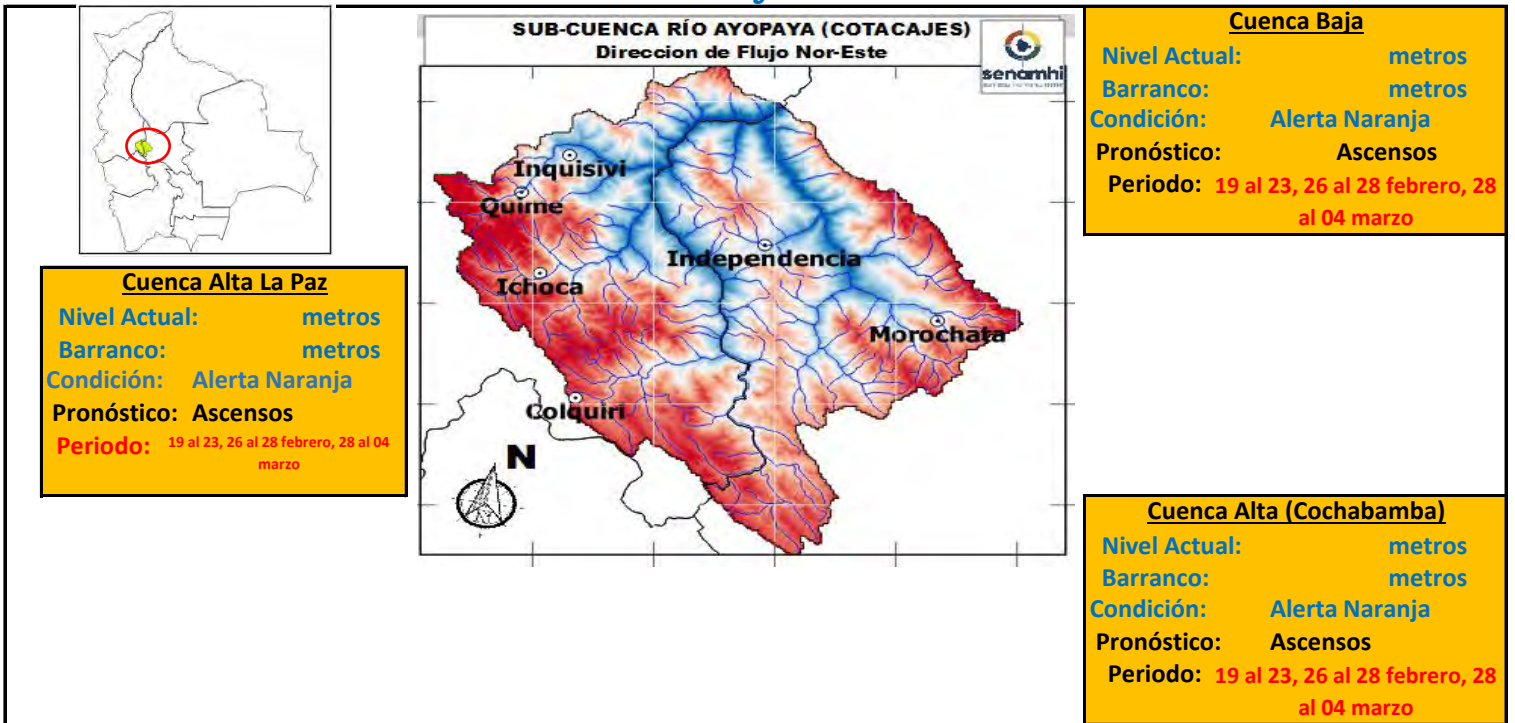 SUB-CUENCA RÍO AYOPAYA (COTACAJES)
Direccion de Flujo Nor-Este
senamhi
Inquisivi
Quime
Independencia
Ichoca
Morochata
Colquiri
N
Cuenca Baja
Nivel Actual: metros
Barranco: metros
Condición: Alerta Naranja
Pronóstico: Ascensos
Periodo: 19 al 23, 26 al 28 febrero, 28
al 04 marzo
Cuenca Alta La Paz
Nivel Actual: metros
Barranco: metros
Condición: Alerta Naranja
Pronóstico: Ascensos
Periodo: 19 al 23, 26 al 28 febrero, 28 al 04
marzo
Cuenca Alta (Cochabamba)
Nivel Actual: metros
Barranco: metros
Condición: Alerta Naranja
Pronóstico: Ascensos
Periodo: 19 al 23, 26 al 28 febrero, 28
al 04 marzo